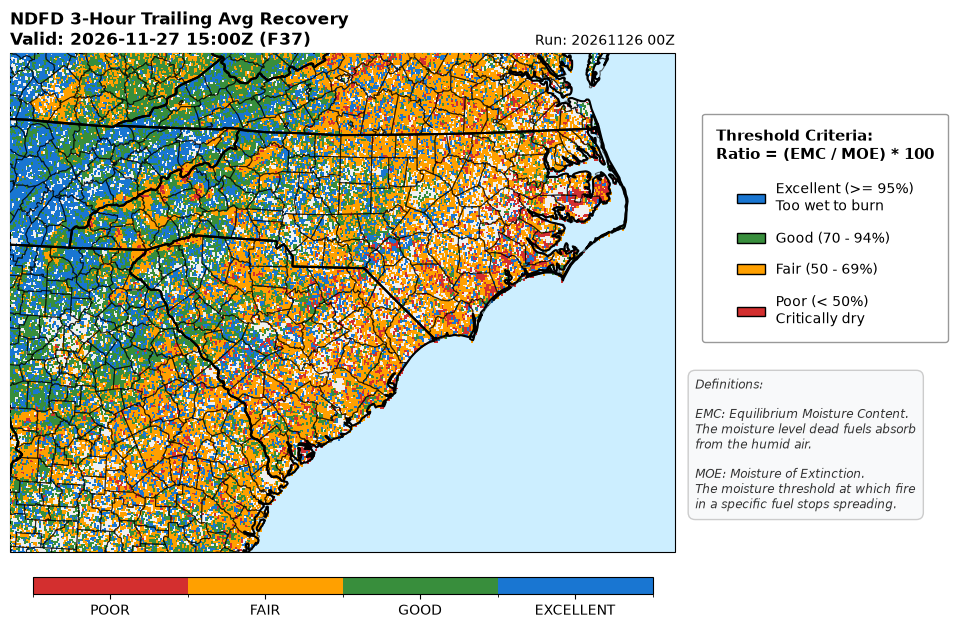 NDFD 3-Hour Trailing Avg Recovery
Valid: 2026-11-27 15:00Z (F37)
Run: 20261126 00Z
Threshold Criteria:
Ratio = (EMC / MOE) * 100
Excellent (>= 95%)
Too wet to burn
Good (70 - 94%)
Fair (50 - 69%)
Poor (< 50%)
Critically dry
Definitions:
EMC: Equilibrium Moisture Content.
The moisture level dead fuels absorb
from the humid air.
MOE: Moisture of Extinction.
The moisture threshold at which fire
in a specific fuel stops spreading.
POOR
FAIR
GOOD
EXCELLENT